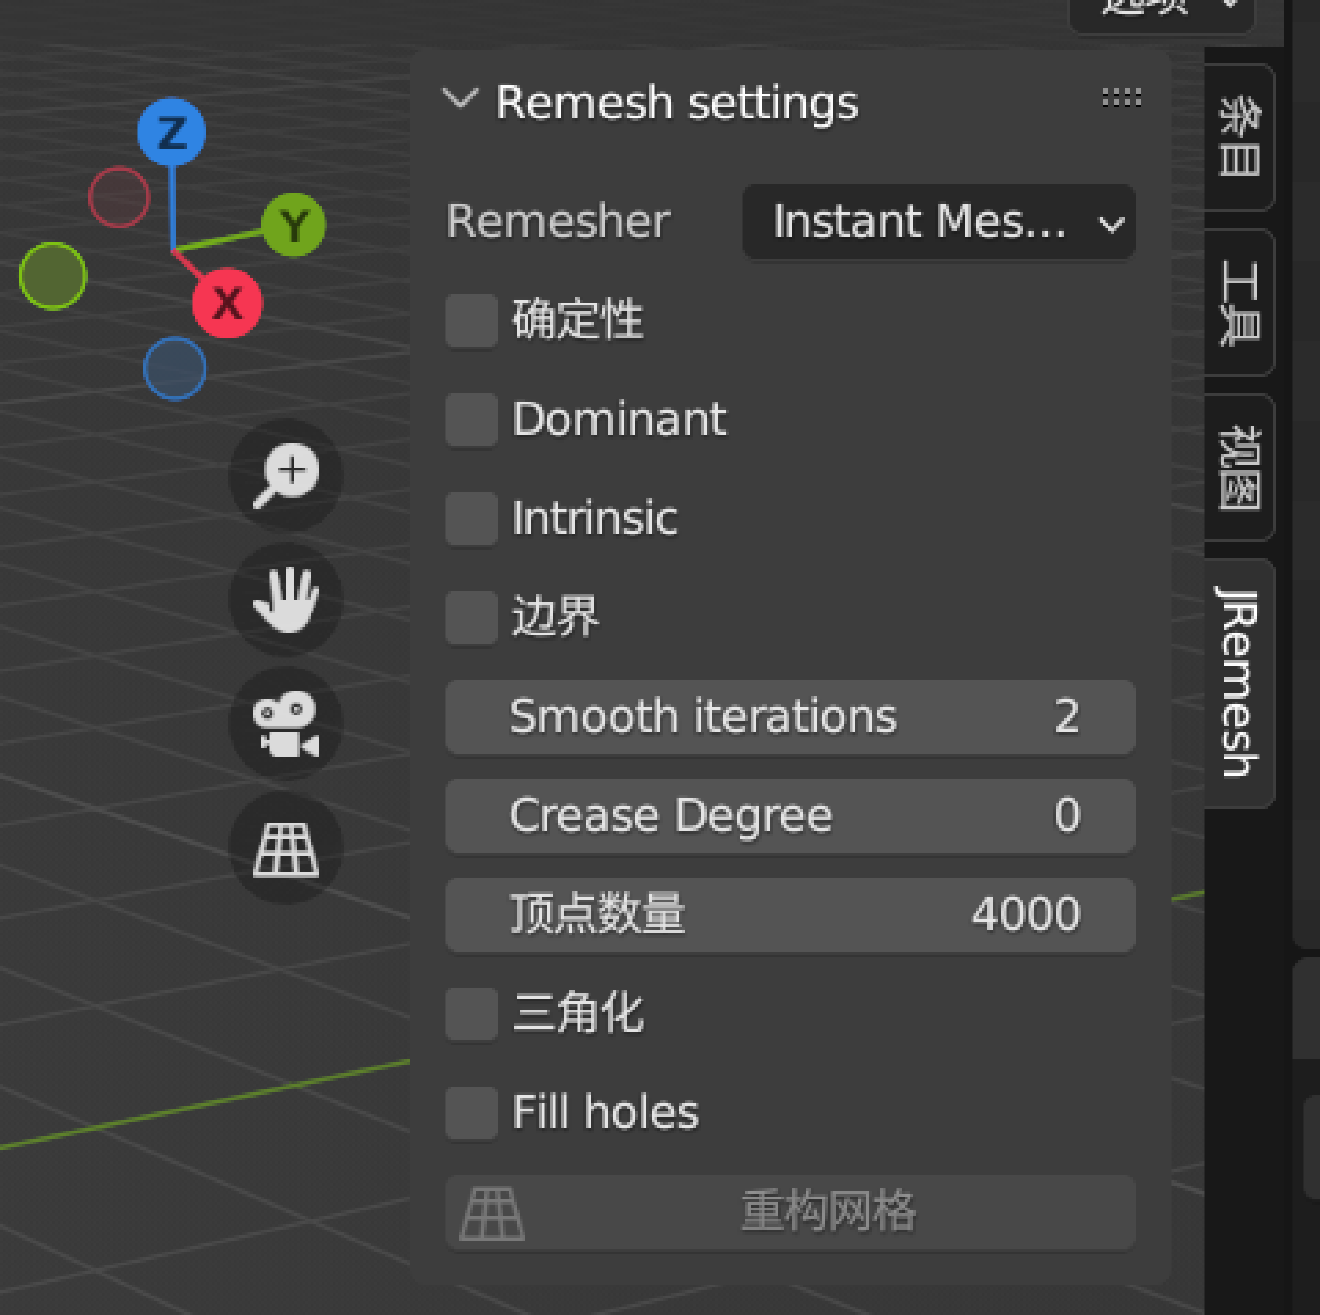 选项
Remesh settings
Z
Y
X
Remesher
Instant Mes...
确定性
Dominant
Intrinsic
边界
Smooth iterations 2
Crease Degree 0
顶点数量 4000
三角化
Fill holes
重构网格
条目
工具
视图
JRemesh